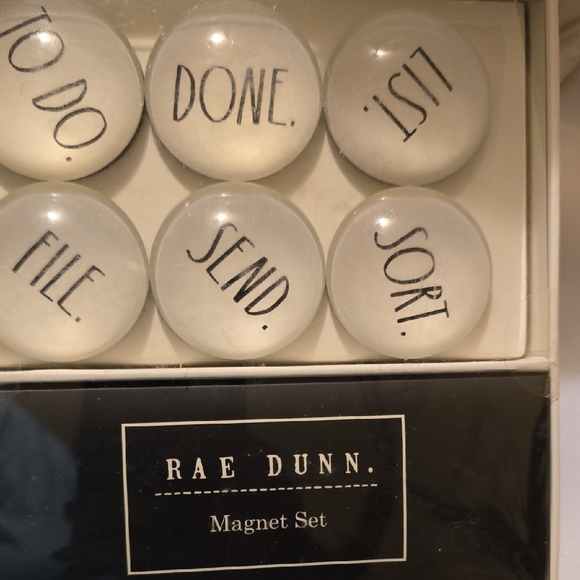 TO DO.
DONE.
LIST.
FILE.
SEND.
SORT.
RAE DUNN.
Magnet Set